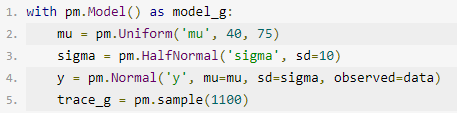 1. with pm.Model() as model_g:
2.     mu = pm.Uniform('mu', 40, 75)
3.     sigma = pm.HalfNormal('sigma', sd=10)
4.     y = pm.Normal('y', mu=mu, sd=sigma, observed=data)
5.     trace_g = pm.sample(1100)